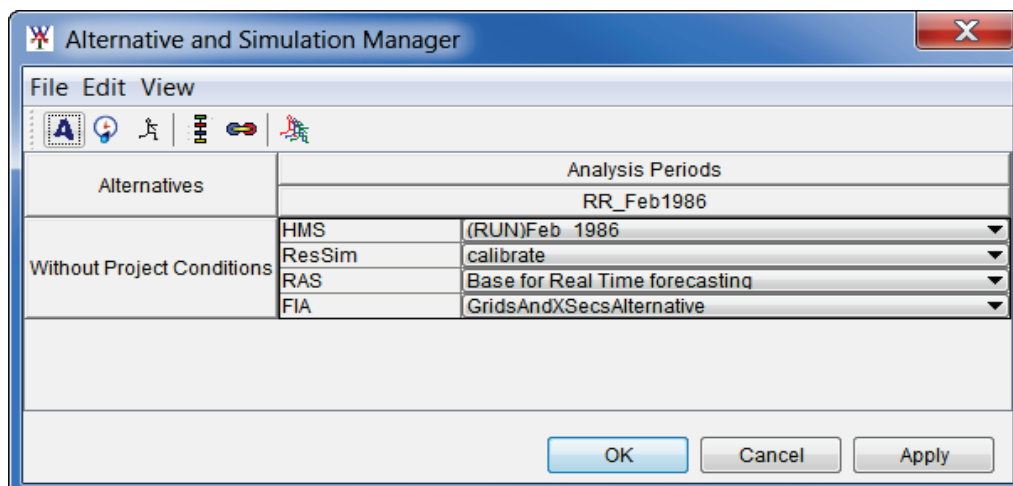 Alternative and Simulation Manager
File Edit View
Alternatives
Analysis Periods
RR_Feb1986
Without Project Conditions
HMS (RUN)Feb 1986
ResSim calibrate
RAS Base for Real Time forecasting
FIA GridsAndXSecsAlternative
OK Cancel Apply